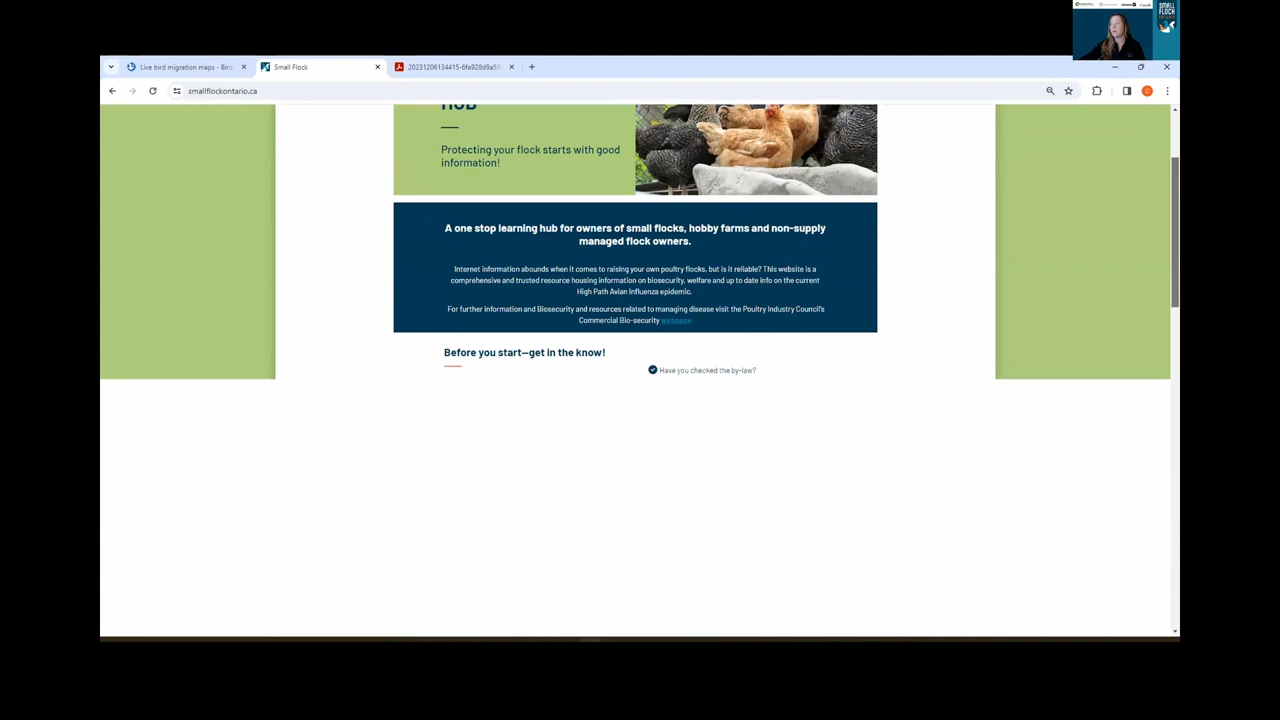 Live bird migration maps - Bird
Small Flock
20231206134415-6fa928d9a5
smallflockontario.ca
SMALL
FLOCK
ONTARIO
HUB
Protecting your flock starts with good
information!
A one stop learning hub for owners of small flocks, hobby farms and non-supply
managed flock owners.
Internet information abounds when it comes to raising your own poultry flocks, but is it reliable? This website is a
comprehensive and trusted resource housing information on biosecurity, welfare and up to date info on the current
High Path Avian Influenza epidemic.
For further information and Biosecurity and resources related to managing disease visit the Poultry Industry Council's
Commercial Bio-security webpage
Before you start—get in the know!
Have you checked the by-law?